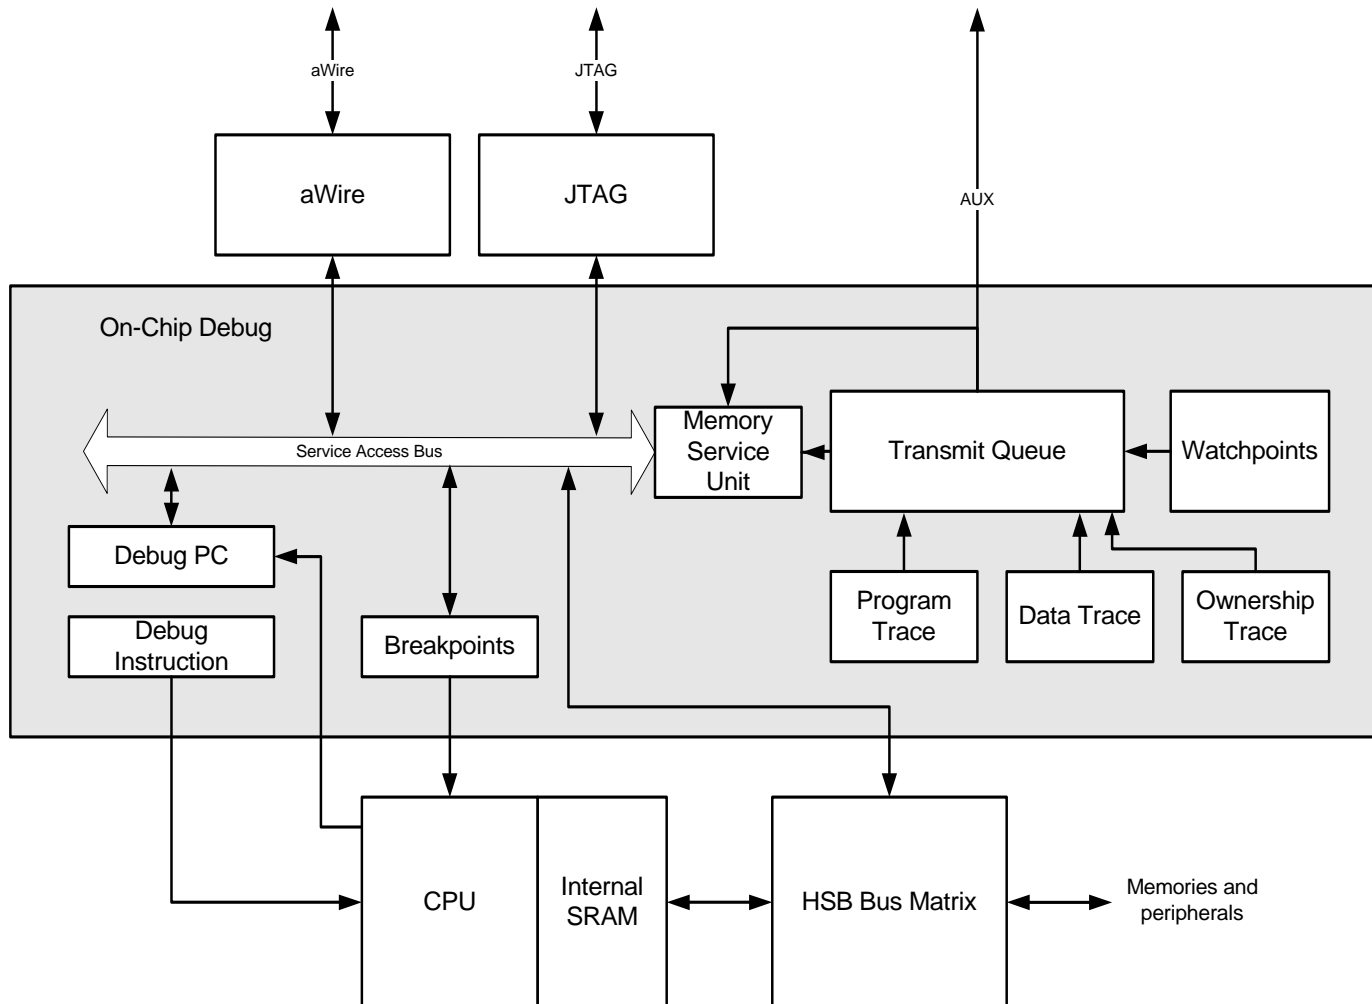 aWire
JTAG
aWire
JTAG
AUX
On-Chip Debug
Service Access Bus
Memory
Service
Unit
Transmit Queue
Watchpoints
Debug PC
Debug
Instruction
Breakpoints
Program
Trace
Data Trace
Ownership
Trace
CPU
Internal
SRAM
HSB Bus Matrix
Memories and
peripherals